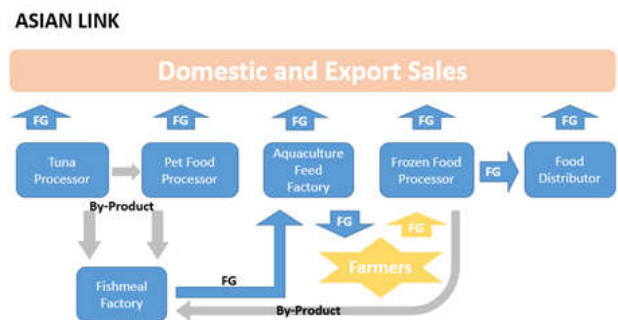 ASIAN LINK
Domestic and Export Sales
FG
FG
FG
FG
FG
Tuna
Processor
Pet Food
Processor
Aquaculture
Feed
Factory
Frozen Food
Processor
FG
Food
Distributor
By-Product
FG
FG
Farmers
Fishmeal
Factory
FG
By-Product